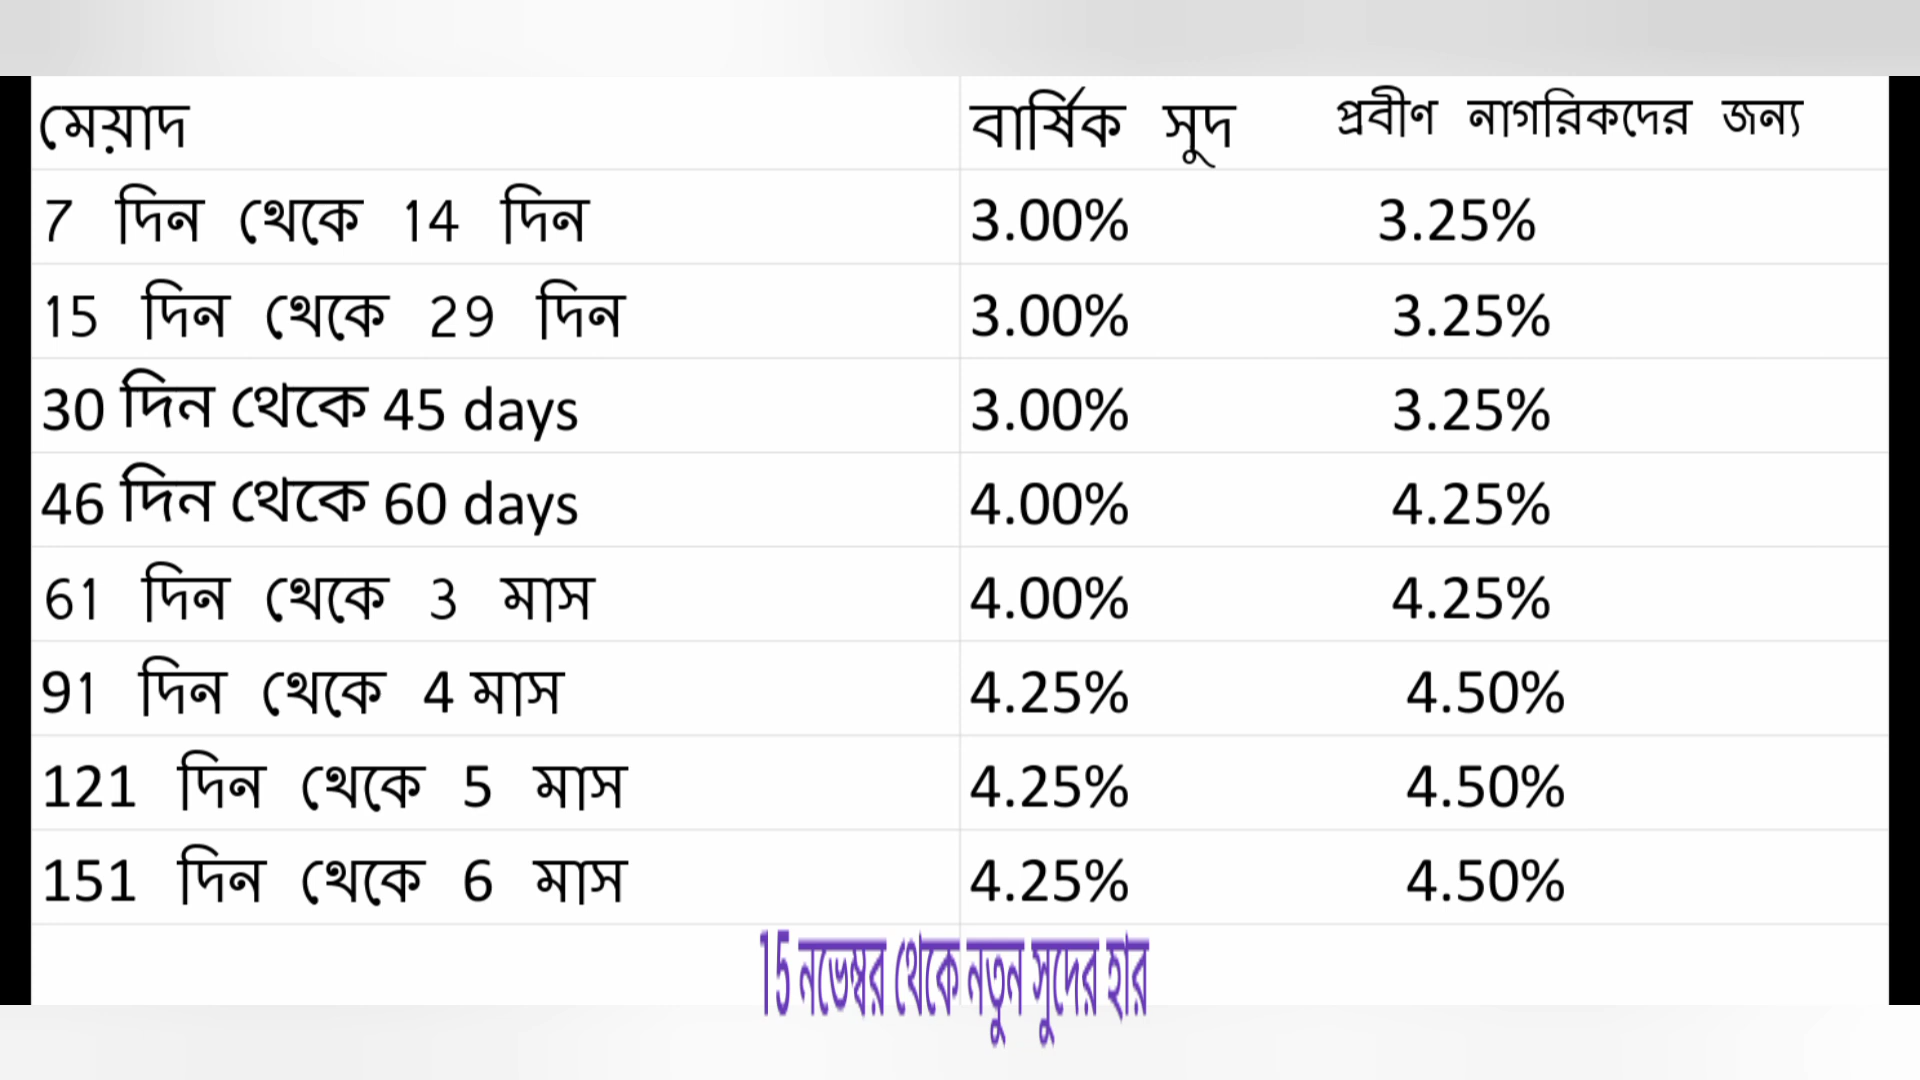 মেয়াদ বার্ষিক সুদ প্রবীণ নাগরিকদের জন্য
7 দিন থেকে 14 দিন 3.00% 3.25%
15 দিন থেকে 29 দিন 3.00% 3.25%
30 দিন থেকে 45 days 3.00% 3.25%
46 দিন থেকে 60 days 4.00% 4.25%
61 দিন থেকে 3 মাস 4.00% 4.25%
91 দিন থেকে 4 মাস 4.25% 4.50%
121 দিন থেকে 5 মাস 4.25% 4.50%
151 দিন থেকে 6 মাস 4.25% 4.50%
15 নভেম্বর থেকে নতুন সুদের হার